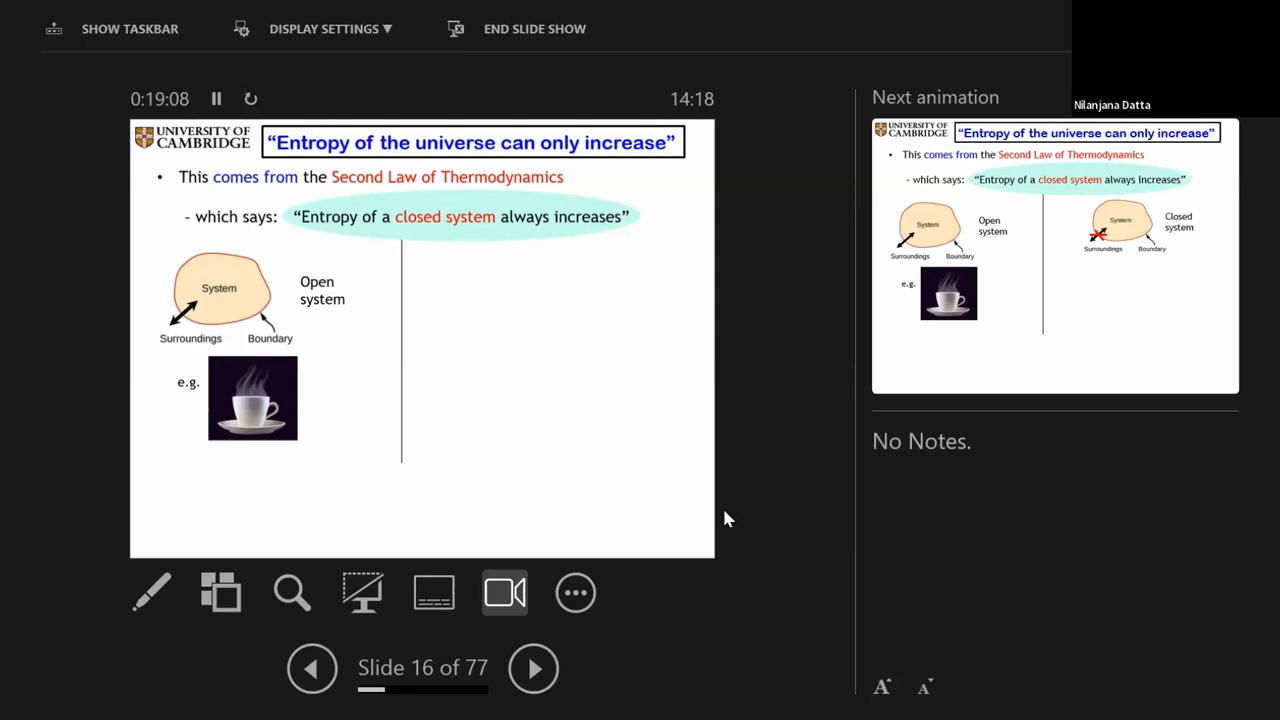 SHOW TASKBAR
DISPLAY SETTINGS ▼
END SLIDE SHOW
0:19:08
14:18
UNIVERSITY OF
CAMBRIDGE
“Entropy of the universe can only increase”
• This comes from the Second Law of Thermodynamics
- which says: “Entropy of a closed system always increases”
System
Open
system
Surroundings
Boundary
e.g.
Slide 16 of 77
Next animation
Nilanjana Datta
UNIVERSITY OF
CAMBRIDGE
“Entropy of the universe can only increase”
• This comes from the Second Law of Thermodynamics
- which says: “Entropy of a closed system always increases”
System
Open
system
Surroundings
Boundary
e.g.
System
Closed
system
Surroundings
Boundary
No Notes.
A A